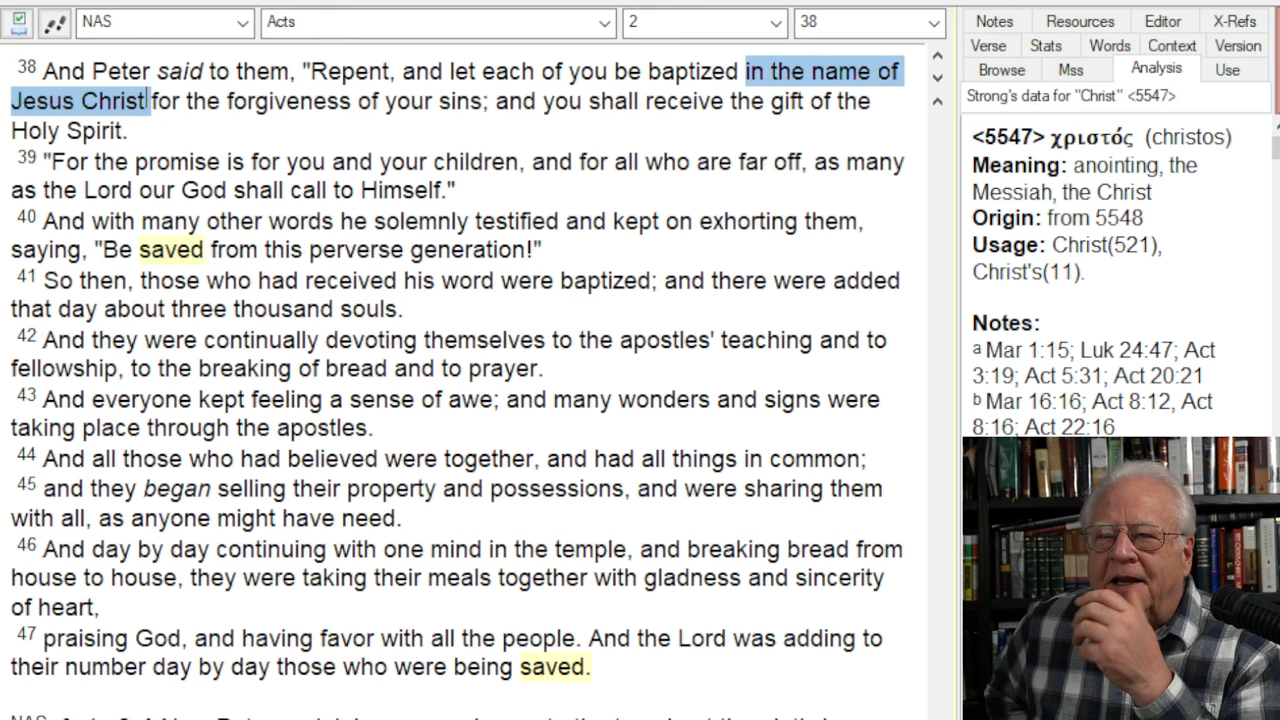 NAS Acts 2 38
38 And Peter said to them, "Repent, and let each of you be baptized in the name of
Jesus Christ for the forgiveness of your sins; and you shall receive the gift of the
Holy Spirit.
39 "For the promise is for you and your children, and for all who are far off, as many
as the Lord our God shall call to Himself."
40 And with many other words he solemnly testified and kept on exhorting them,
saying, "Be saved from this perverse generation!"
41 So then, those who had received his word were baptized; and there were added
that day about three thousand souls.
42 And they were continually devoting themselves to the apostles' teaching and to
fellowship, to the breaking of bread and to prayer.
43 And everyone kept feeling a sense of awe; and many wonders and signs were
taking place through the apostles.
44 And all those who had believed were together, and had all things in common;
45 and they began selling their property and possessions, and were sharing them
with all, as anyone might have need.
46 And day by day continuing with one mind in the temple, and breaking bread from
house to house, they were taking their meals together with gladness and sincerity
of heart,
47 praising God, and having favor with all the people. And the Lord was adding to
their number day by day those who were being saved.
Notes Resources Editor X-Refs
Verse Stats Words Context Version
Browse Mss Analysis Use
Strong's data for "Christ" <5547>
<5547> χριστός (christos)
Meaning: anointing, the
Messiah, the Christ
Origin: from 5548
Usage: Christ(521),
Christ's(11).
Notes:
a Mar 1:15; Luk 24:47; Act
3:19; Act 5:31; Act 20:21
b Mar 16:16; Act 8:12, Act
8:16; Act 22:16